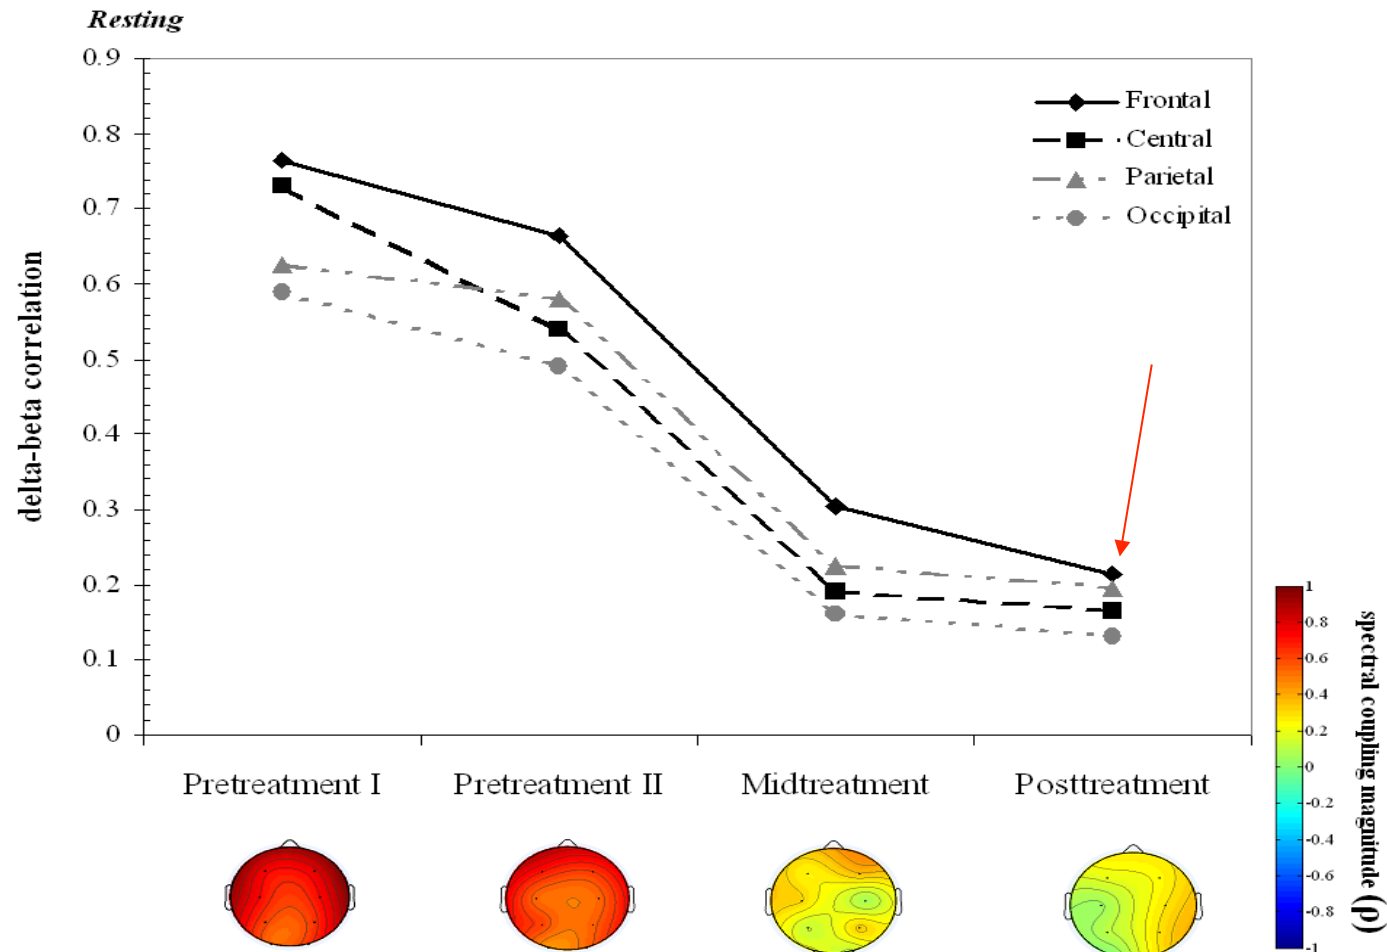 Resting
0.9
0.8
0.7
0.6
0.5
0.4
0.3
0.2
0.1
0
delta-beta correlation
Frontal
Central
Parietal
Occipital
Pretreatment I
Pretreatment II
Midtreatment
Posttreatment
1
0.8
0.6
0.4
0.2
0
-0.2
-0.4
-0.6
-0.8
-1
spectral coupling magnitude (ρ)